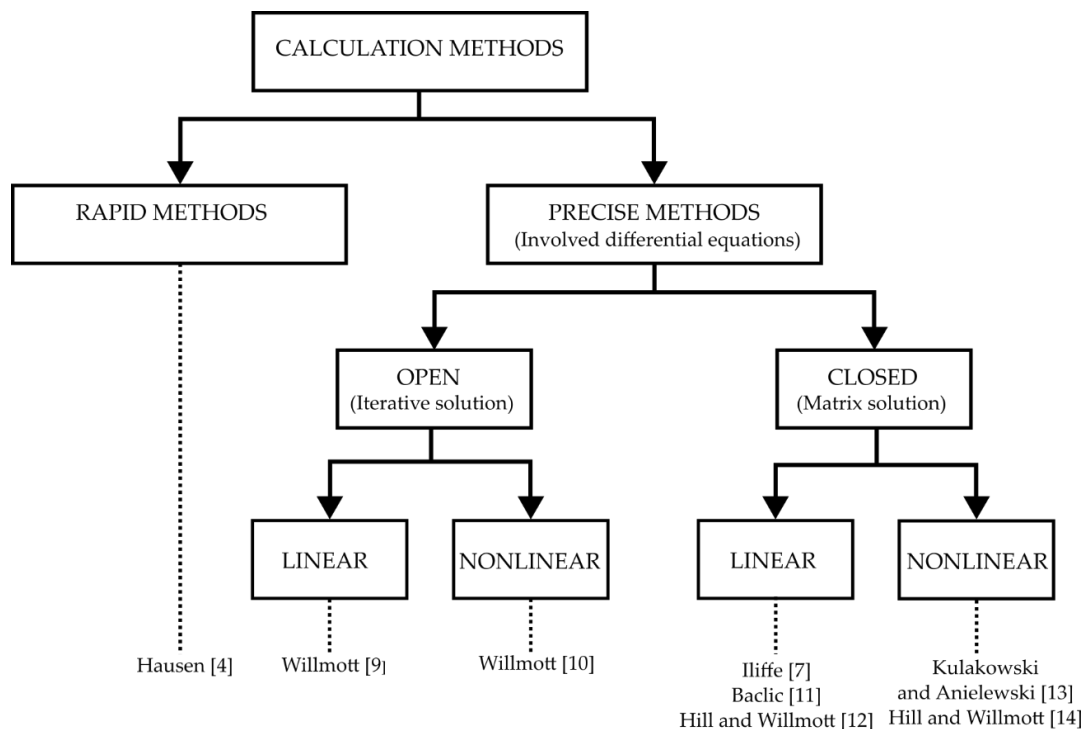 CALCULATION METHODS
RAPID METHODS
PRECISE METHODS
(Involved differential equations)
OPEN
(Iterative solution)
CLOSED
(Matrix solution)
LINEAR
NONLINEAR
LINEAR
NONLINEAR
Hausen [4]
Willmott [9]
Willmott [10]
Iliffe [7]
Baclic [11]
Hill and Willmott [12]
Kulakowski
and Anielewski [13]
Hill and Willmott [14]